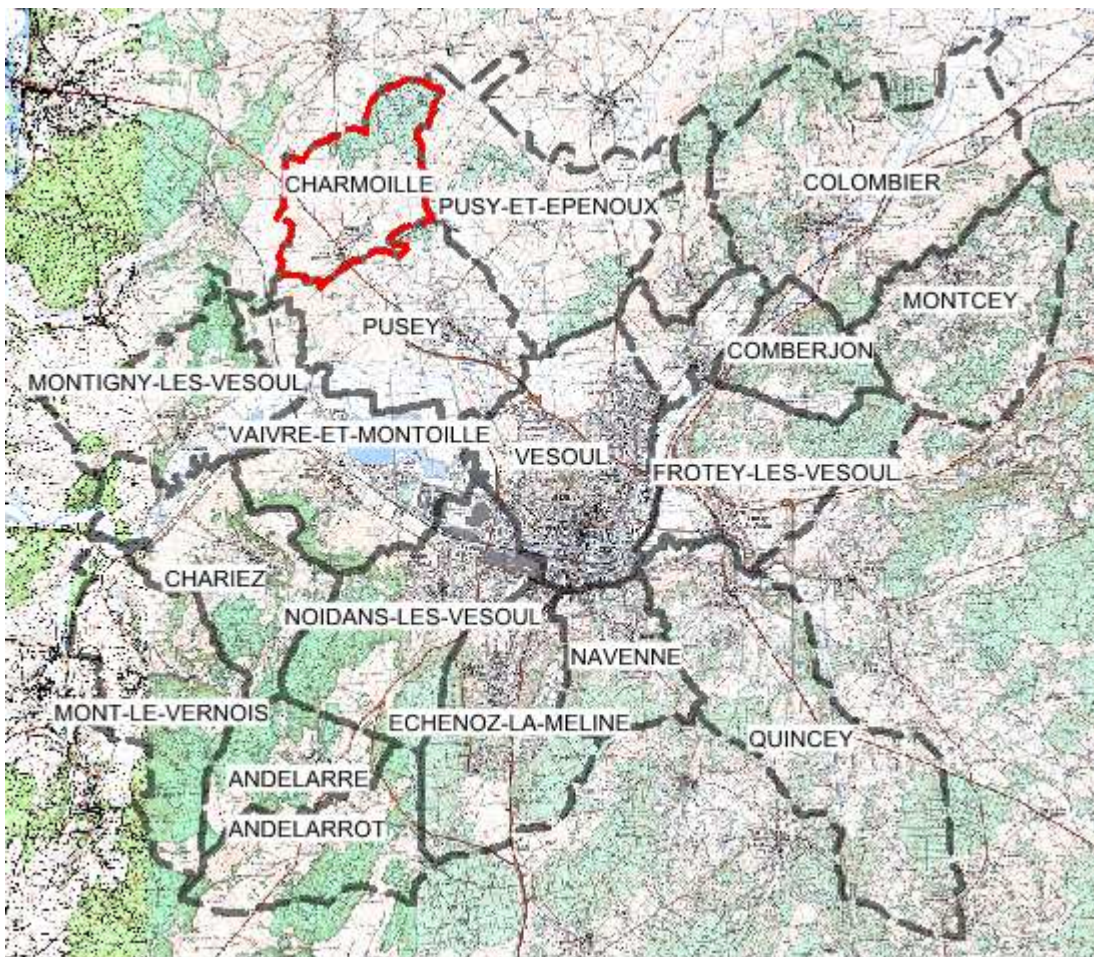 CHARMOILLE
COLOMBIER
PUSY-ET-EPENOUX
MONTCEY
PUSEY
COMBERJON
MONTIGNY-LES-VESOUL
VAIVRE-ET-MONTOILLE
VESOUL
FROTEY-LES-VESOUL
CHARIEZ
NOIDANS-LES-VESOUL
NAVENNE
MONT-LE-VERNOIS
ECHENOZ-LA-MELINE
QUINCEY
ANDELARRE
ANDELARROT